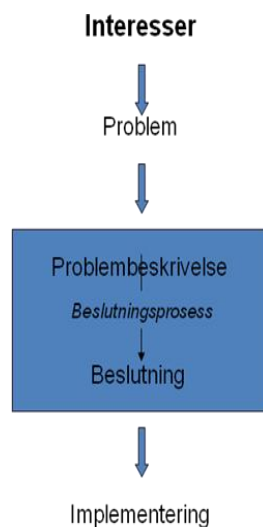 Interesser
Problem
Problembeskrivelse
Beslutningsprosess
Beslutning
Implementering